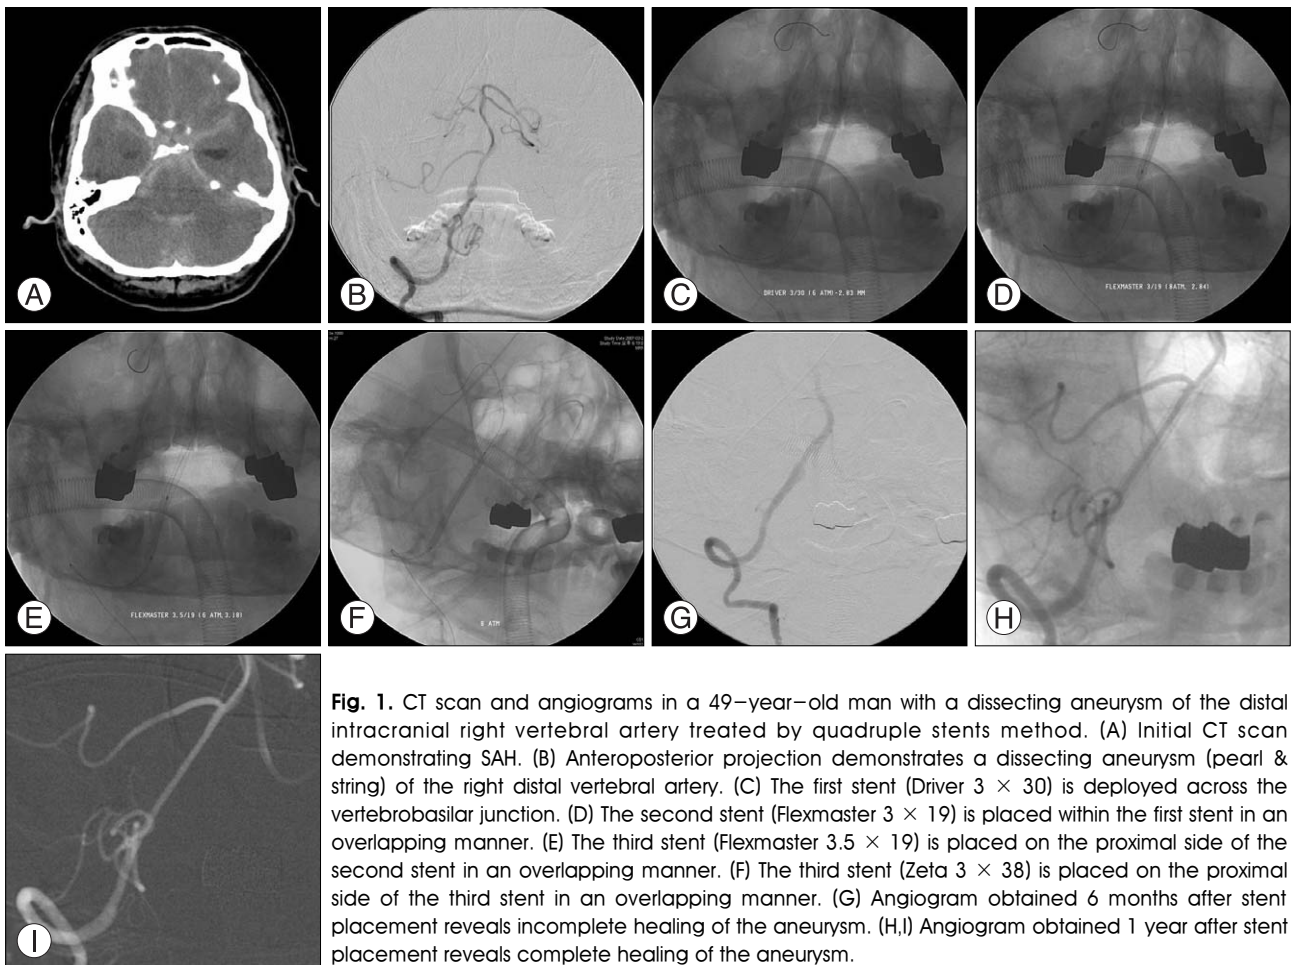 A
B
C
DRIVER 3/30 (6 ATM)-2.83 MM
D
FLEXMASTER 3/19 (8ATM, 2.84)
E
FLEXMASTER 3.5/19 (6 ATM,3.18)
F
G
H
I
Fig. 1. CT scan and angiograms in a 49-year-old man with a dissecting aneurysm of the distal
intracranial right vertebral artery treated by quadruple stents method. (A) Initial CT scan
demonstrating SAH. (B) Anteroposterior projection demonstrates a dissecting aneurysm (pearl &
string) of the right distal vertebral artery. (C) The first stent (Driver 3 × 30) is deployed across the
vertebrobasilar junction. (D) The second stent (Flexmaster 3 × 19) is placed within the first stent in an
overlapping manner. (E) The third stent (Flexmaster 3.5 × 19) is placed on the proximal side of the
second stent in an overlapping manner. (F) The third stent (Zeta 3 × 38) is placed on the proximal
side of the third stent in an overlapping manner. (G) Angiogram obtained 6 months after stent
placement reveals incomplete healing of the aneurysm. (H,I) Angiogram obtained 1 year after stent
placement reveals complete healing of the aneurysm.